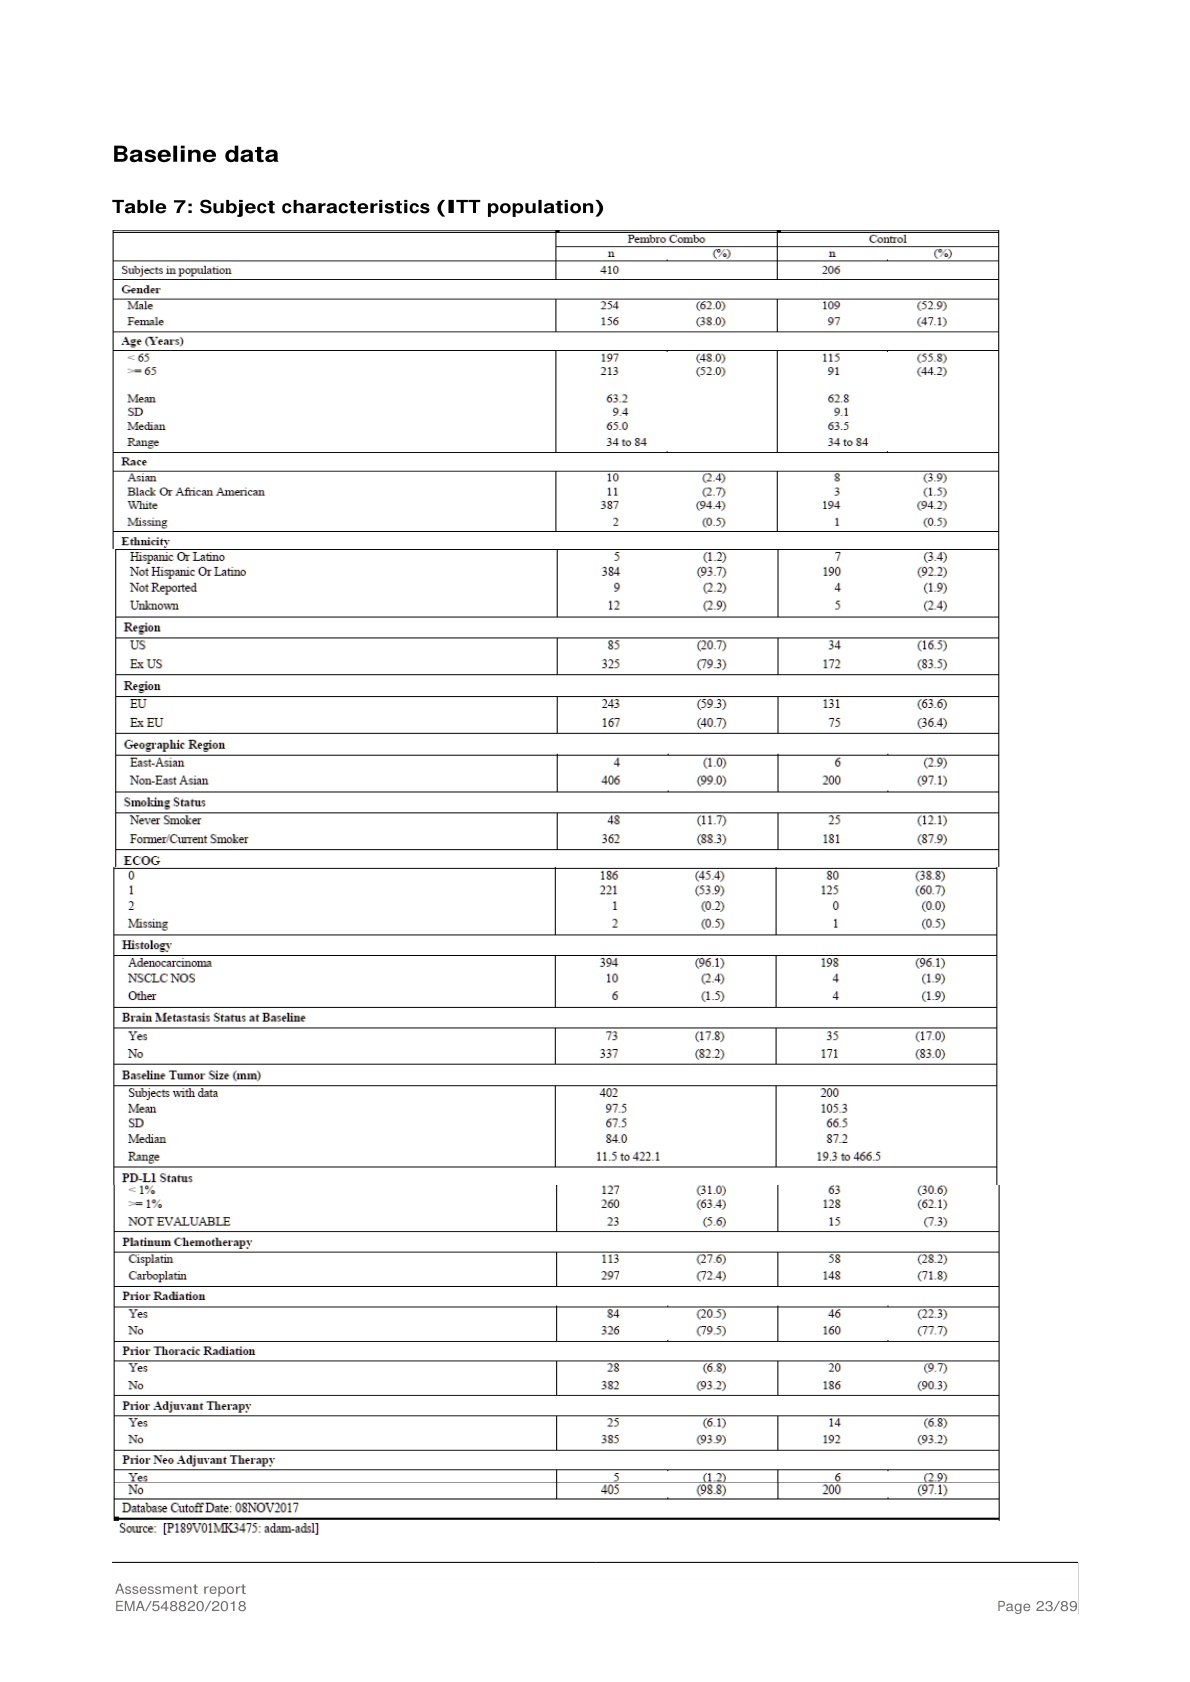 Baseline data
Table 7: Subject characteristics (ITT population)
Pembro Combo Control
n (%) n (%)
Subjects in population 410 206
Gender
Male 254 (62.0) 109 (52.9)
Female 156 (38.0) 97 (47.1)
Age (Years)
< 65 197 (48.0) 115 (55.8)
>= 65 213 (52.0) 91 (44.2)
Mean 63.2 62.8
SD 9.4 9.1
Median 65.0 63.5
Range 34 to 84 34 to 84
Race
Asian 10 (2.4) 8 (3.9)
Black Or African American 11 (2.7) 3 (1.5)
White 387 (94.4) 194 (94.2)
Missing 2 (0.5) 1 (0.5)
Ethnicity
Hispanic Or Latino 5 (1.2) 7 (3.4)
Not Hispanic Or Latino 384 (93.7) 190 (92.2)
Not Reported 9 (2.2) 4 (1.9)
Unknown 12 (2.9) 5 (2.4)
Region
US 85 (20.7) 34 (16.5)
Ex US 325 (79.3) 172 (83.5)
Region
EU 243 (59.3) 131 (63.6)
Ex EU 167 (40.7) 75 (36.4)
Geographic Region
East-Asian 4 (1.0) 6 (2.9)
Non-East Asian 406 (99.0) 200 (97.1)
Smoking Status
Never Smoker 48 (11.7) 25 (12.1)
Former/Current Smoker 362 (88.3) 181 (87.9)
ECOG
0 186 (45.4) 80 (38.8)
1 221 (53.9) 125 (60.7)
2 1 (0.2) 0 (0.0)
Missing 2 (0.5) 1 (0.5)
Histology
Adenocarcinoma 394 (96.1) 198 (96.1)
NSCLC NOS 10 (2.4) 4 (1.9)
Other 6 (1.5) 4 (1.9)
Brain Metastasis Status at Baseline
Yes 73 (17.8) 35 (17.0)
No 337 (82.2) 171 (83.0)
Baseline Tumor Size (mm)
Subjects with data 402 200
Mean 97.5 105.3
SD 67.5 66.5
Median 84.0 87.2
Range 11.5 to 422.1 19.3 to 466.5
PD-L1 Status
< 1% 127 (31.0) 63 (30.6)
>= 1% 260 (63.4) 128 (62.1)
NOT EVALUABLE 23 (5.6) 15 (7.3)
Platinum Chemotherapy
Cisplatin 113 (27.6) 58 (28.2)
Carboplatin 297 (72.4) 148 (71.8)
Prior Radiation
Yes 84 (20.5) 46 (22.3)
No 326 (79.5) 160 (77.7)
Prior Thoracic Radiation
Yes 28 (6.8) 20 (9.7)
No 382 (93.2) 186 (90.3)
Prior Adjuvant Therapy
Yes 25 (6.1) 14 (6.8)
No 385 (93.9) 192 (93.2)
Prior Neo Adjuvant Therapy
Yes 5 (1.2) 6 (2.9)
No 405 (98.8) 200 (97.1)
Database Cutoff Date: 08NOV2017
Source: [P189V01MK3475: adam-adsl]
Assessment report
EMA/548820/2018 Page 23/89